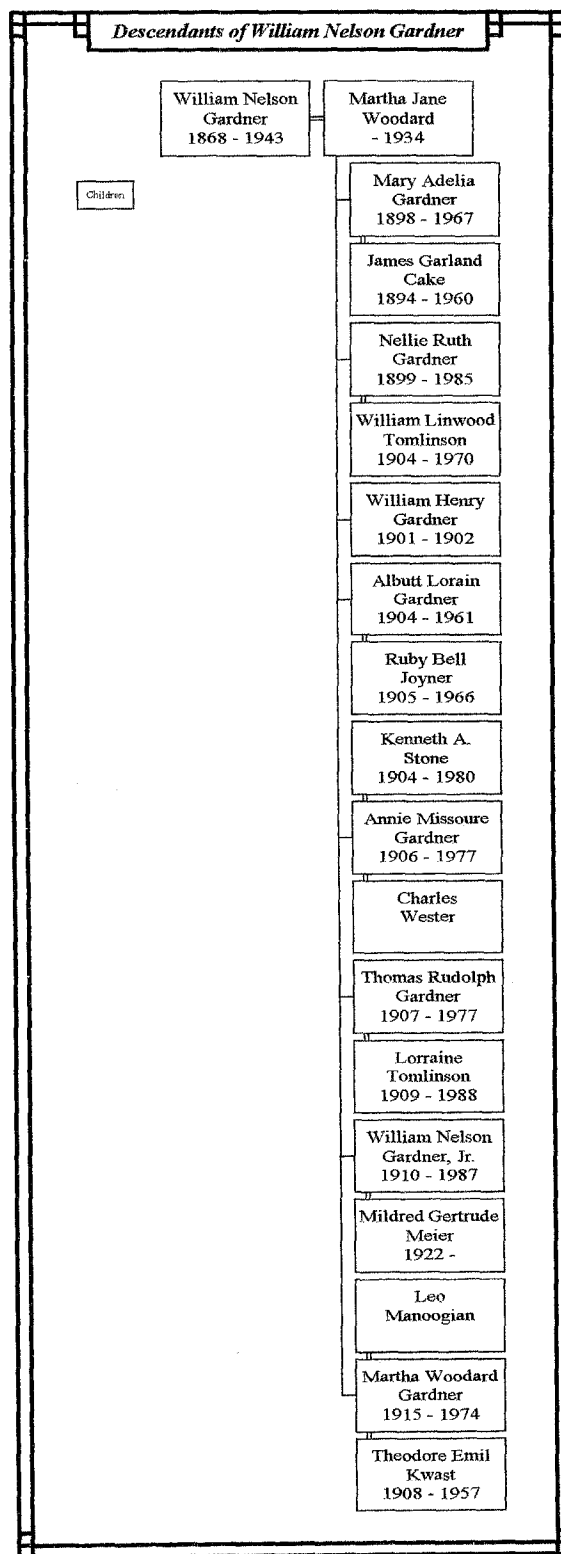 Descendants of William Nelson Gardner
William Nelson
Gardner
1868 - 1943
Martha Jane
Woodard
- 1934
Children
Mary Adelia
Gardner
1898 - 1967
James Garland
Cake
1894 - 1960
Nellie Ruth
Gardner
1899 - 1985
William Linwood
Tomlinson
1904 - 1970
William Henry
Gardner
1901 - 1902
Albutt Lorain
Gardner
1904 - 1961
Ruby Bell
Joyner
1905 - 1966
Kenneth A.
Stone
1904 - 1980
Annie Missoure
Gardner
1906 - 1977
Charles
Wester
Thomas Rudolph
Gardner
1907 - 1977
Lorraine
Tomlinson
1909 - 1988
William Nelson
Gardner, Jr.
1910 - 1987
Mildred Gertrude
Meier
1922 -
Leo
Manoogian
Martha Woodard
Gardner
1915 - 1974
Theodore Emil
Kwast
1908 - 1957